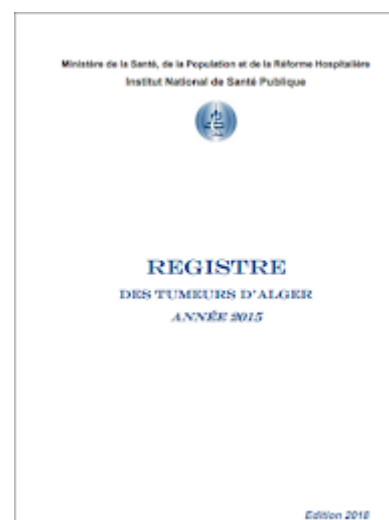 Ministère de la Santé, de la Population et de la Réforme Hospitalière
Institut National de Santé Publique
REGISTRE
DES TUMEURS D'ALGER
ANNÉE 2015
Edition 2018